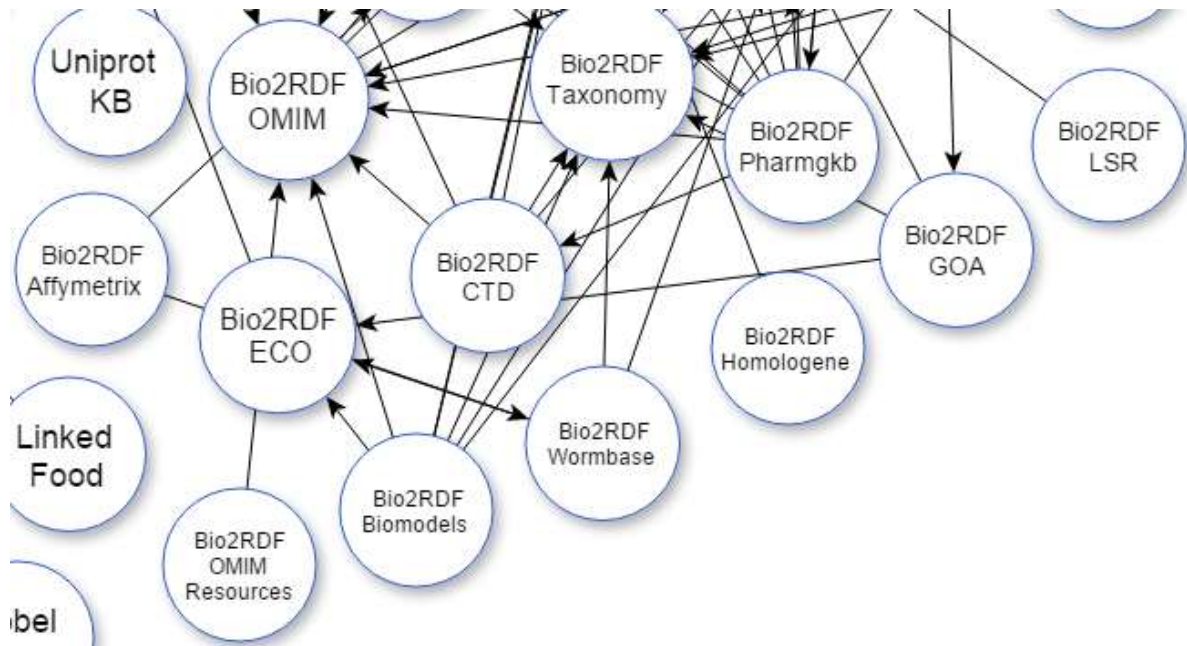 Uniprot
KB
Bio2RDF
OMIM
Bio2RDF
Taxonomy
Bio2RDF
Pharmgkb
Bio2RDF
LSR
Bio2RDF
Affymetrix
Bio2RDF
CTD
Bio2RDF
GOA
Bio2RDF
ECO
Bio2RDF
Homologene
Linked
Food
Bio2RDF
Wormbase
Bio2RDF
Biomodels
Bio2RDF
OMIM
Resources
bel